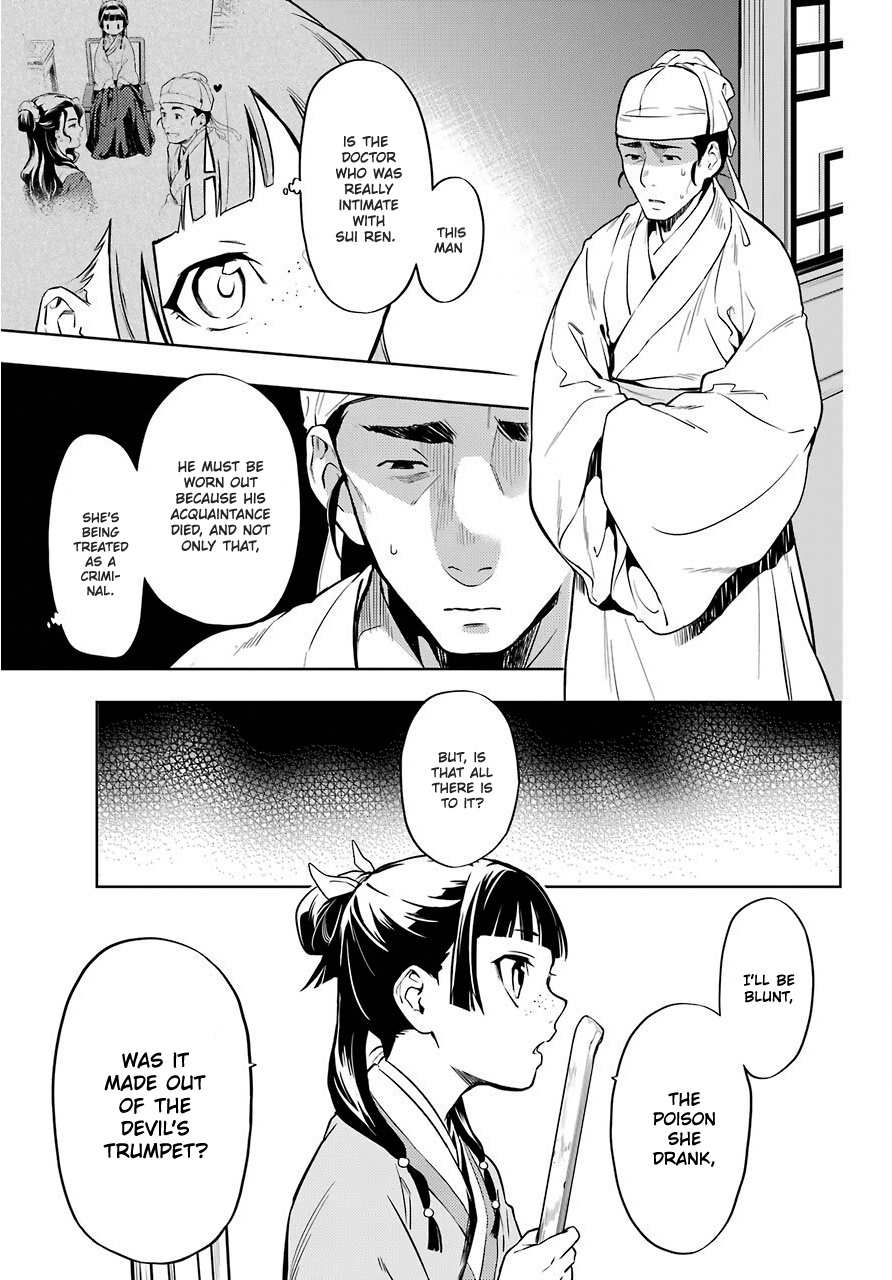 THIS
MAN
IS THE
DOCTOR
WHO WAS
REALLY
INTIMATE
WITH
SUI REN.
HE MUST BE
WORN OUT
BECAUSE HIS
ACQUAINTANCE
DIED, AND NOT
ONLY THAT,
SHE'S
BEING
TREATED
AS A
CRIMI-
NAL.
BUT, IS
THAT ALL
THERE IS
TO IT?
I'LL BE
BLUNT,
THE
POISON
SHE
DRANK,
WAS IT
MADE OUT
OF THE
DEVIL'S
TRUMPET?